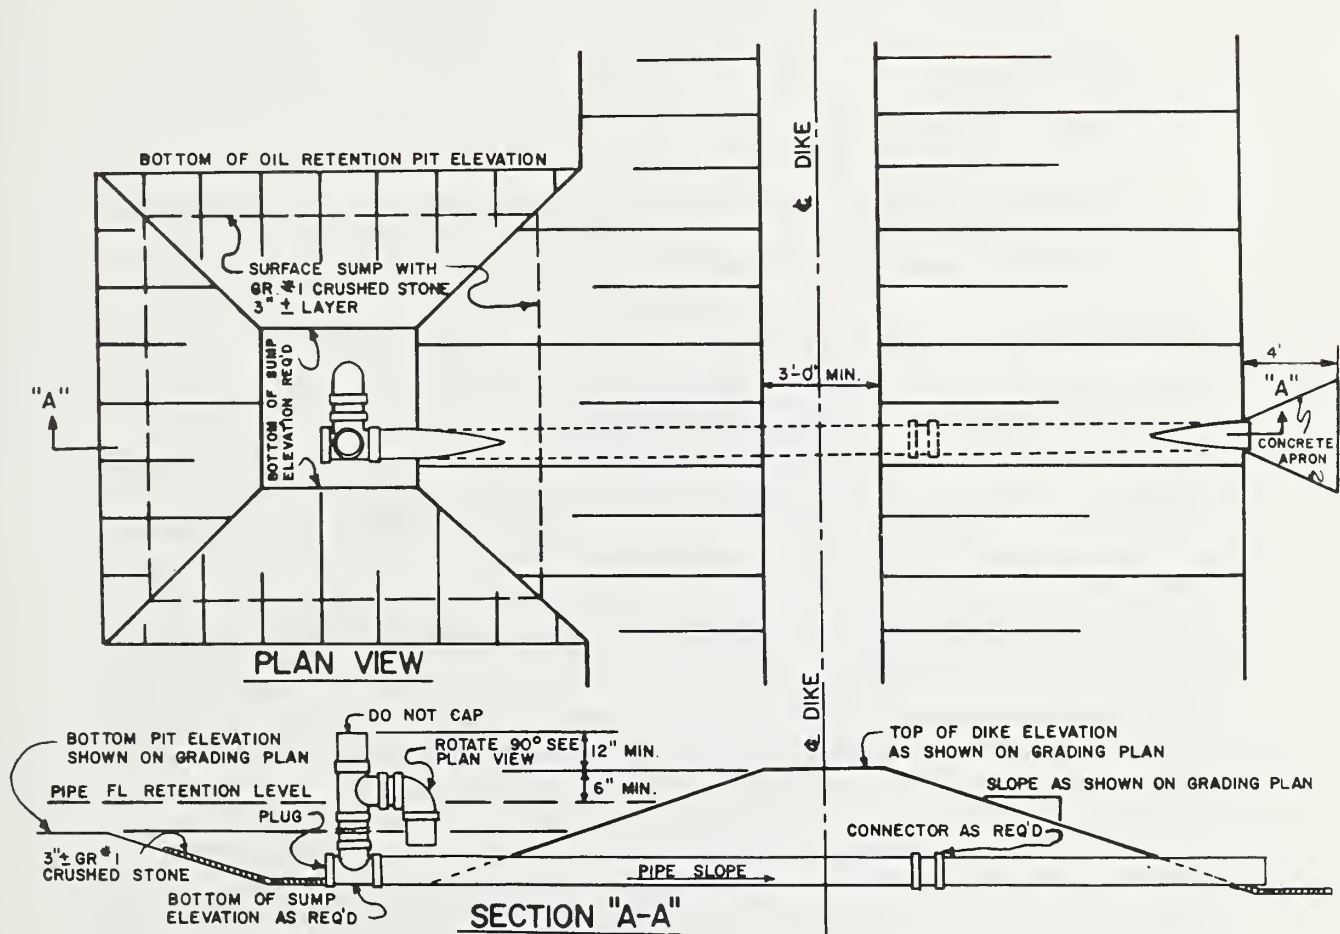 BOTTOM OF OIL RETENTION PIT ELEVATION
SURFACE SUMP WITH
GR. #1 CRUSHED STONE
3" ± LAYER
BOTTOM OF SUMP
ELEVATION REQ'D
"A"
℄ DIKE
3'-0" MIN.
4'
"A"
CONCRETE
APRON
PLAN VIEW
℄ DIKE
DO NOT CAP
BOTTOM PIT ELEVATION
SHOWN ON GRADING PLAN
ROTATE 90° SEE
PLAN VIEW
12" MIN.
6" MIN.
TOP OF DIKE ELEVATION
AS SHOWN ON GRADING PLAN
SLOPE AS SHOWN ON GRADING PLAN
PIPE FL RETENTION LEVEL
PLUG
CONNECTOR AS REQ'D
3"± GR #1
CRUSHED STONE
PIPE SLOPE
BOTTOM OF SUMP
ELEVATION AS REQ'D
SECTION "A-A"